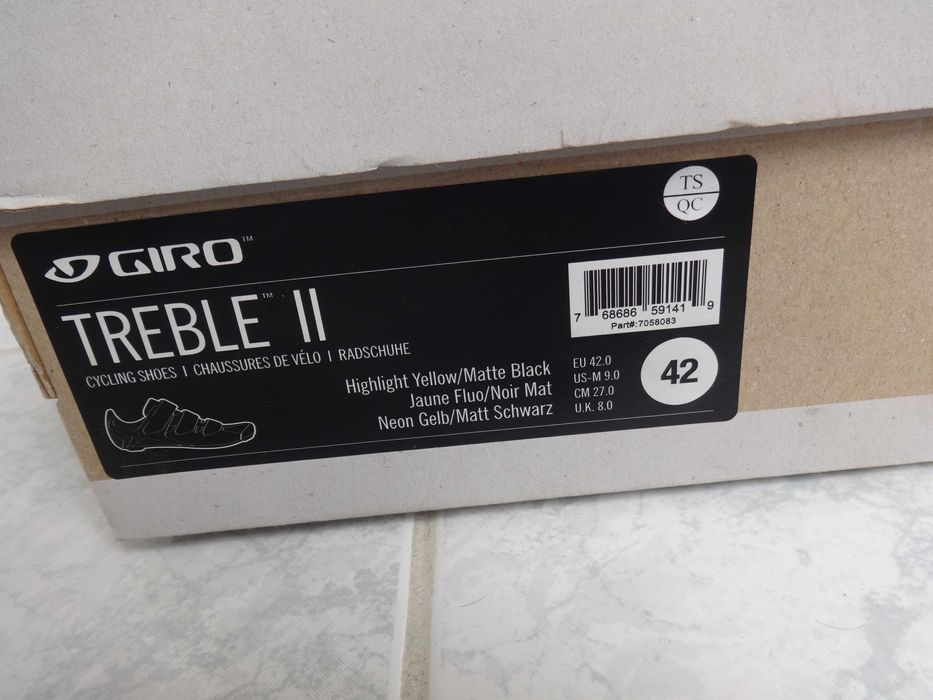 TS
QC
GIRO™
TREBLE™ II
CYCLING SHOES | CHAUSSURES DE VÉLO | RADSCHUHE
Highlight Yellow/Matte Black
Jaune Fluo/Noir Mat
Neon Gelb/Matt Schwarz
7 68686 59141 9
Part#:7058083
EU 42.0
US-M 9.0
CM 27.0
U.K. 8.0
42